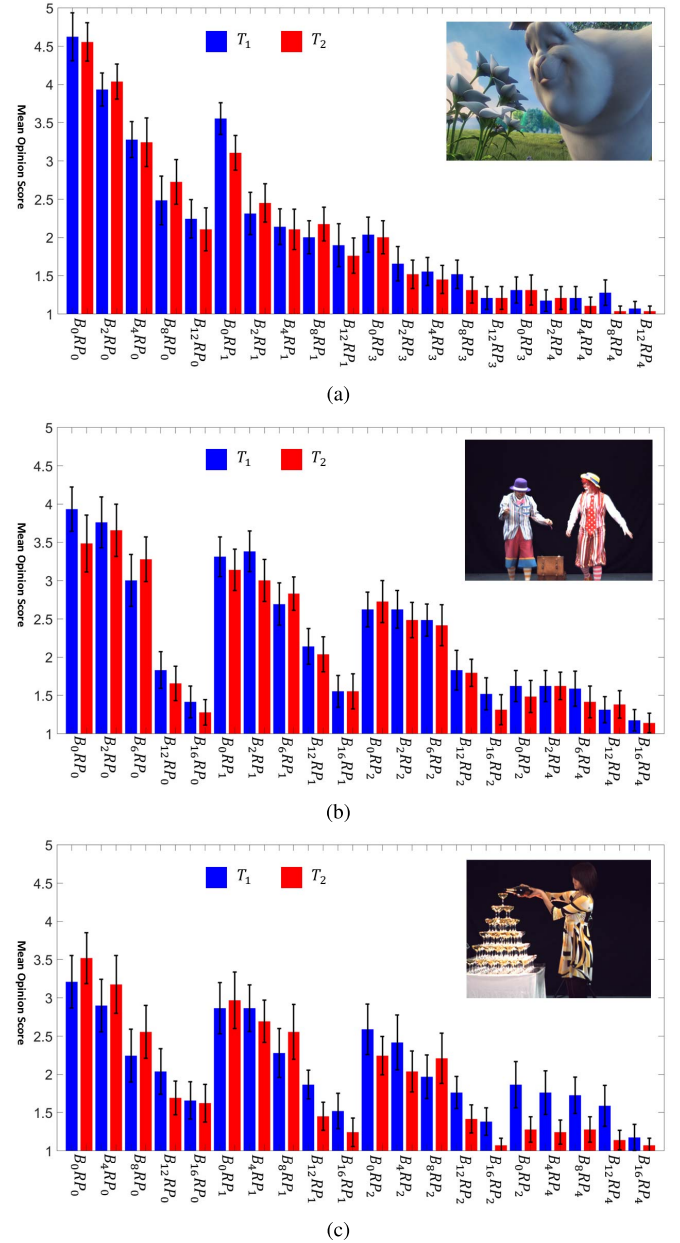 5
T₁ T₂
4.5
4
3.5
3
2.5
2
1.5
1
Mean Opinion Score
B₀RP₀ B₂RP₀ B₄RP₀ B₈RP₀ B₁₂RP₀ B₀RP₁ B₂RP₁ B₄RP₁ B₈RP₁ B₁₂RP₁ B₀RP₃ B₂RP₃ B₄RP₃ B₈RP₃ B₁₂RP₃ B₀RP₃ B₂RP₄ B₄RP₄ B₈RP₄ B₁₂RP₄
(a)
5
T₁ T₂
4.5
4
3.5
3
2.5
2
1.5
1
Mean Opinion Score
B₀RP₀ B₂RP₀ B₆RP₀ B₁₂RP₀ B₁₆RP₀ B₀RP₁ B₂RP₁ B₆RP₁ B₁₂RP₁ B₁₆RP₁ B₀RP₂ B₂RP₂ B₆RP₂ B₁₂RP₂ B₁₆RP₂ B₀RP₂ B₂RP₄ B₆RP₄ B₁₂RP₄ B₁₆RP₄
(b)
5
T₁ T₂
4.5
4
3.5
3
2.5
2
1.5
1
Mean Opinion Score
B₀RP₀ B₄RP₀ B₈RP₀ B₁₂RP₀ B₁₆RP₀ B₀RP₁ B₄RP₁ B₈RP₁ B₁₂RP₁ B₁₆RP₁ B₀RP₂ B₄RP₂ B₈RP₂ B₁₂RP₂ B₁₆RP₂ B₀RP₂ B₄RP₄ B₈RP₄ B₁₂RP₄ B₁₆RP₄
(c)